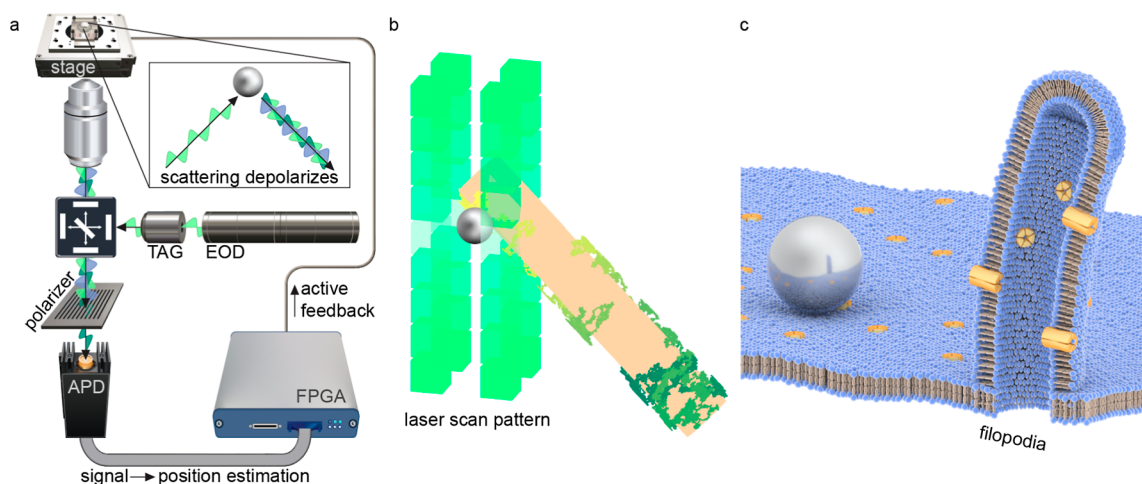 a
stage
scattering depolarizes
TAG
EOD
polarizer
active
feedback
APD
FPGA
signal → position estimation
b
laser scan pattern
c
filopodia